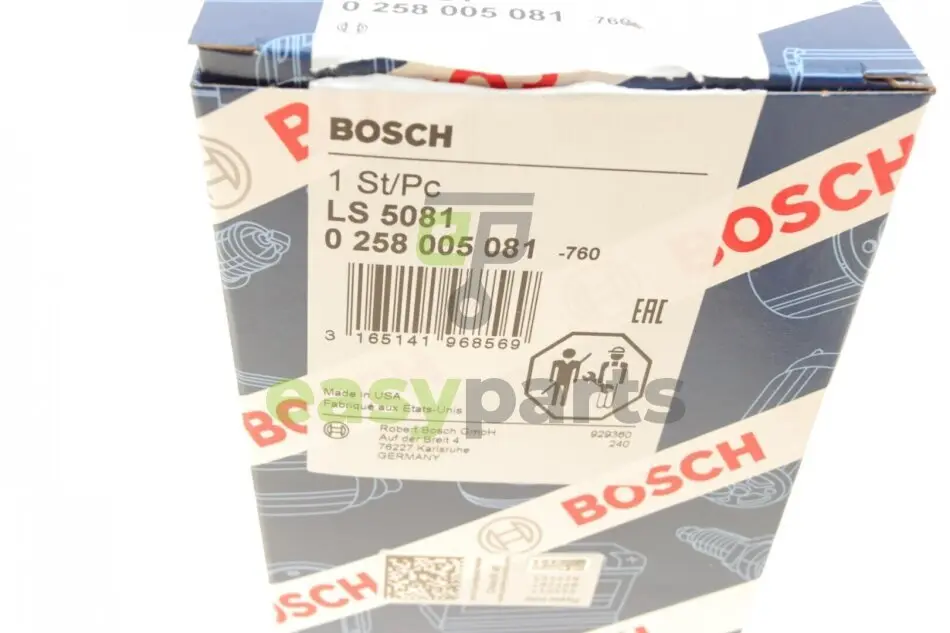 0 258 005 081 -760
BOSCH
1 St/Pc
LS 5081
0 258 005 081 -760
3 165141 968569
EAC
Made in USA
Fabriqué aux États-Unis
Robert Bosch GmbH
Auf der Breit 4
76227 Karlsruhe
GERMANY
929360
240
easyparts
BOSCH
BO
BOSCH
BOSCH